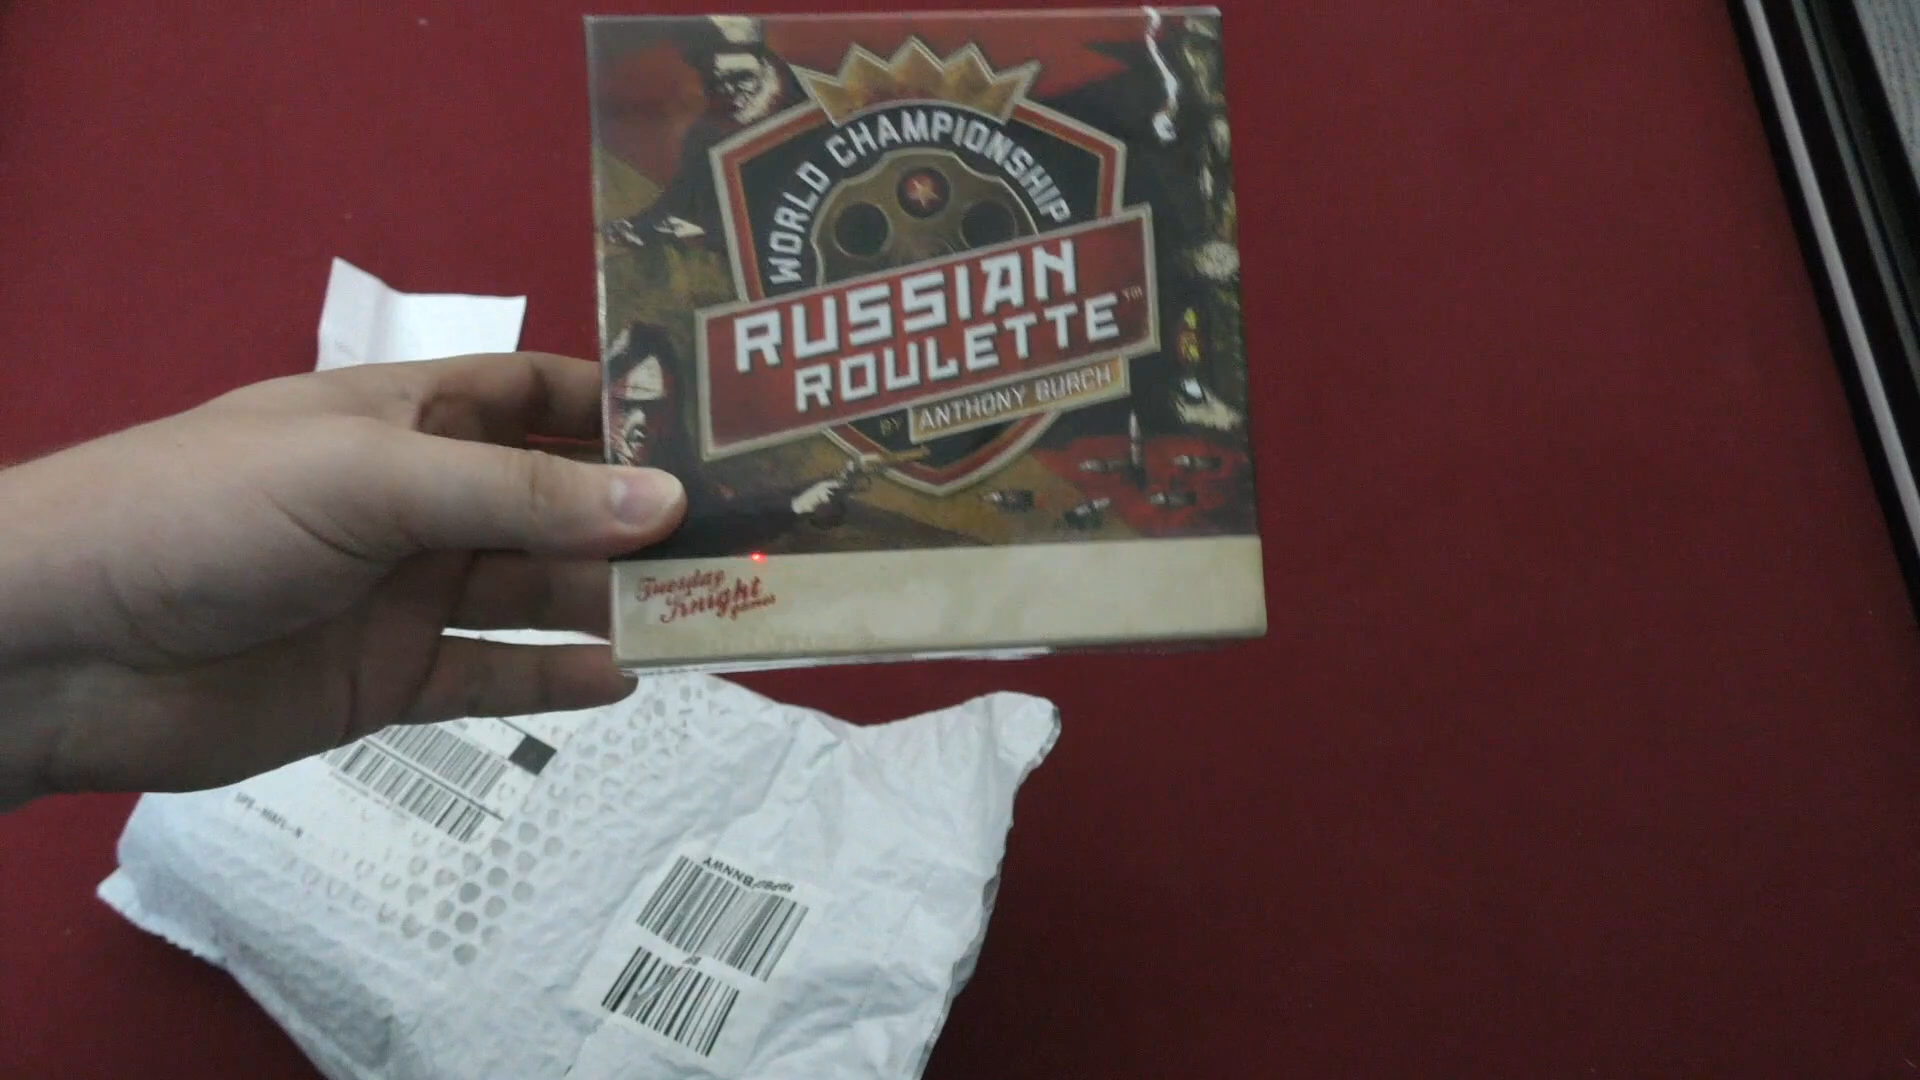 WORLD CHAMPIONSHIP
RUSSIAN
ROULETTE™
BY ANTHONY BURCH
Tuesday
Knight
games